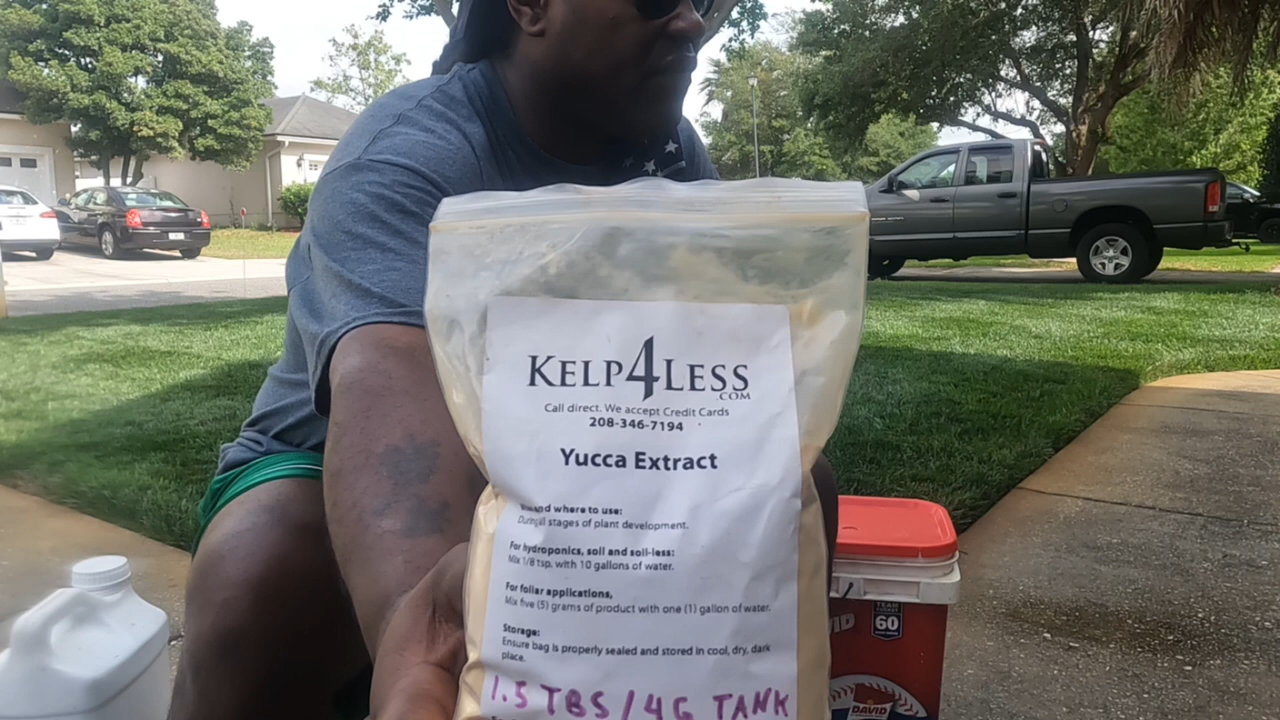 KELP4LESS
.COM
Call direct. We accept Credit Cards
208-346-7194
Yucca Extract
and where to use:
During all stages of plant development.
For hydroponics, soil and soil-less:
Mix 1/8 tsp. with 10 gallons of water.
For foliar applications,
Mix five (5) grams of product with one (1) gallon of water.
Storage:
Ensure bag is properly sealed and stored in cool, dry, dark
place.
1.5 TBS/4G TANK
TEAM
60
DAVID